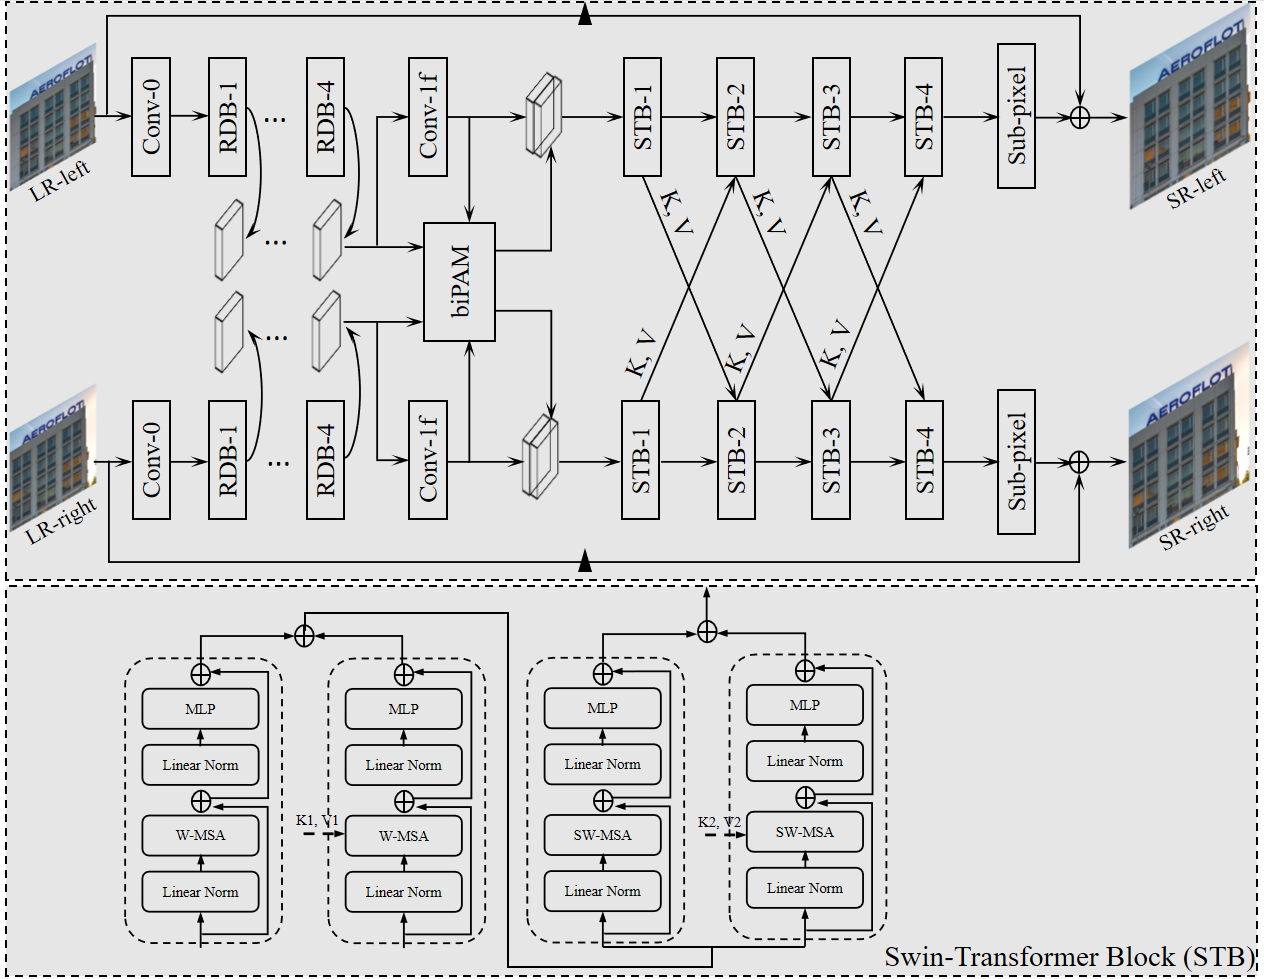 AEROFLOT
LR-left
Conv-0
RDB-1
...
RDB-4
Conv-1f
STB-1
STB-2
STB-3
STB-4
Sub-pixel
AEROFLOT
SR-left
K, V
K, V
K, V
...
biPAM
...
K, V
K, V
K, V
AEROFLOT
LR-right
Conv-0
RDB-1
...
RDB-4
Conv-1f
STB-1
STB-2
STB-3
STB-4
Sub-pixel
AEROFLOT
SR-right
MLP
Linear Norm
W-MSA
Linear Norm
MLP
Linear Norm
K1, V1
W-MSA
Linear Norm
MLP
Linear Norm
SW-MSA
Linear Norm
MLP
Linear Norm
K2, V2
SW-MSA
Linear Norm
Swin-Transformer Block (STB)